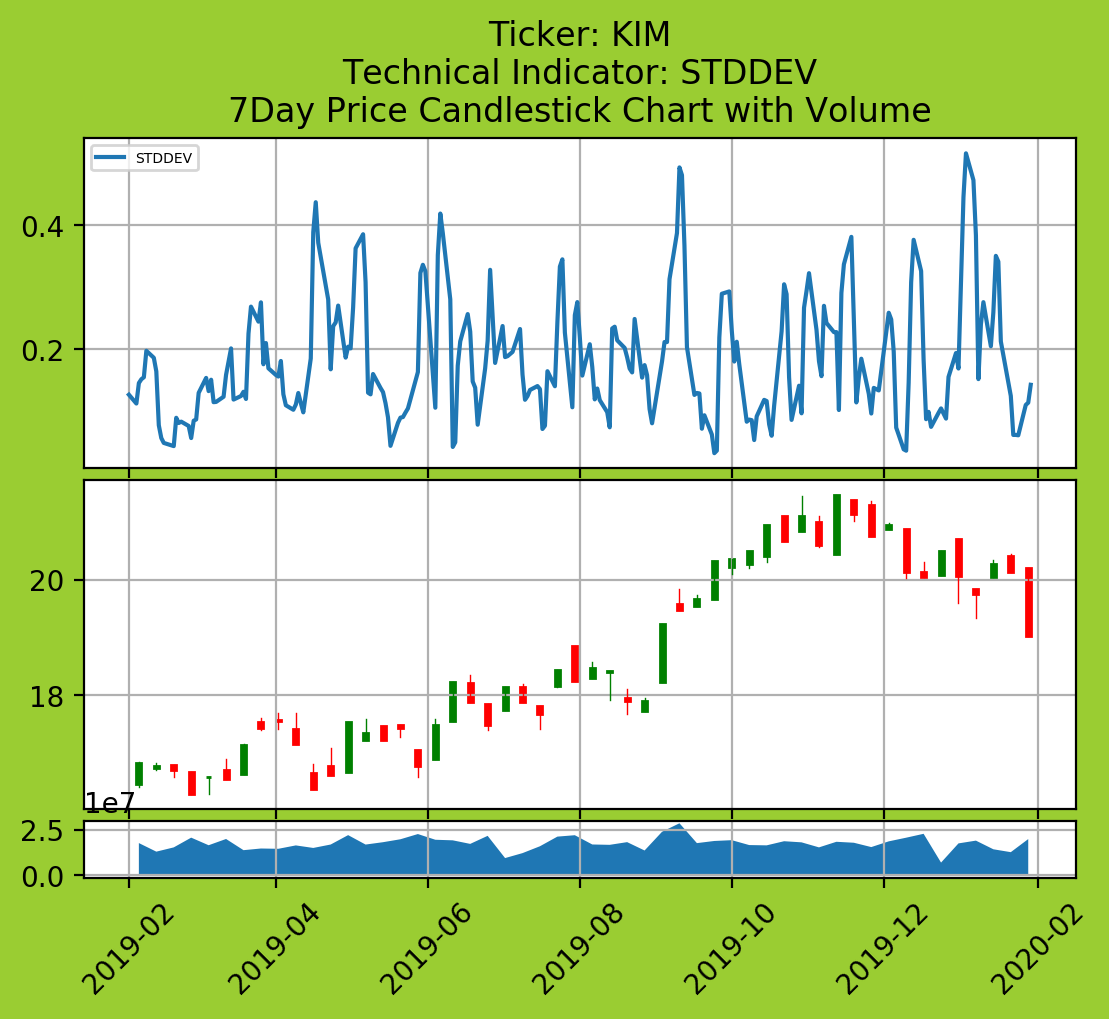 Ticker: KIM
Technical Indicator: STDDEV
7Day Price Candlestick Chart with Volume
STDDEV
0.4
0.2
20
18
1e7
2.5
0.0
2019-02
2019-04
2019-06
2019-08
2019-10
2019-12
2020-02